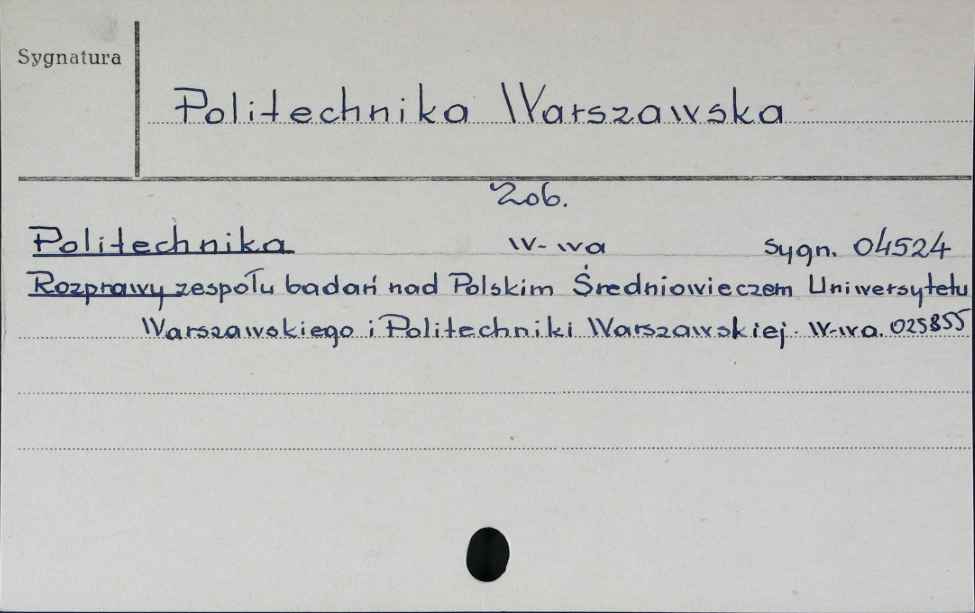 Sygnatura
Politechnika Warszawska
Zob.
Politechnika W-wa sygn. 04524
Rozprawy zespołu badań nad Polskim Średniowieczem Uniwersytetu
Warszawskiego i Politechniki Warszawskiej. W-wa. 025855